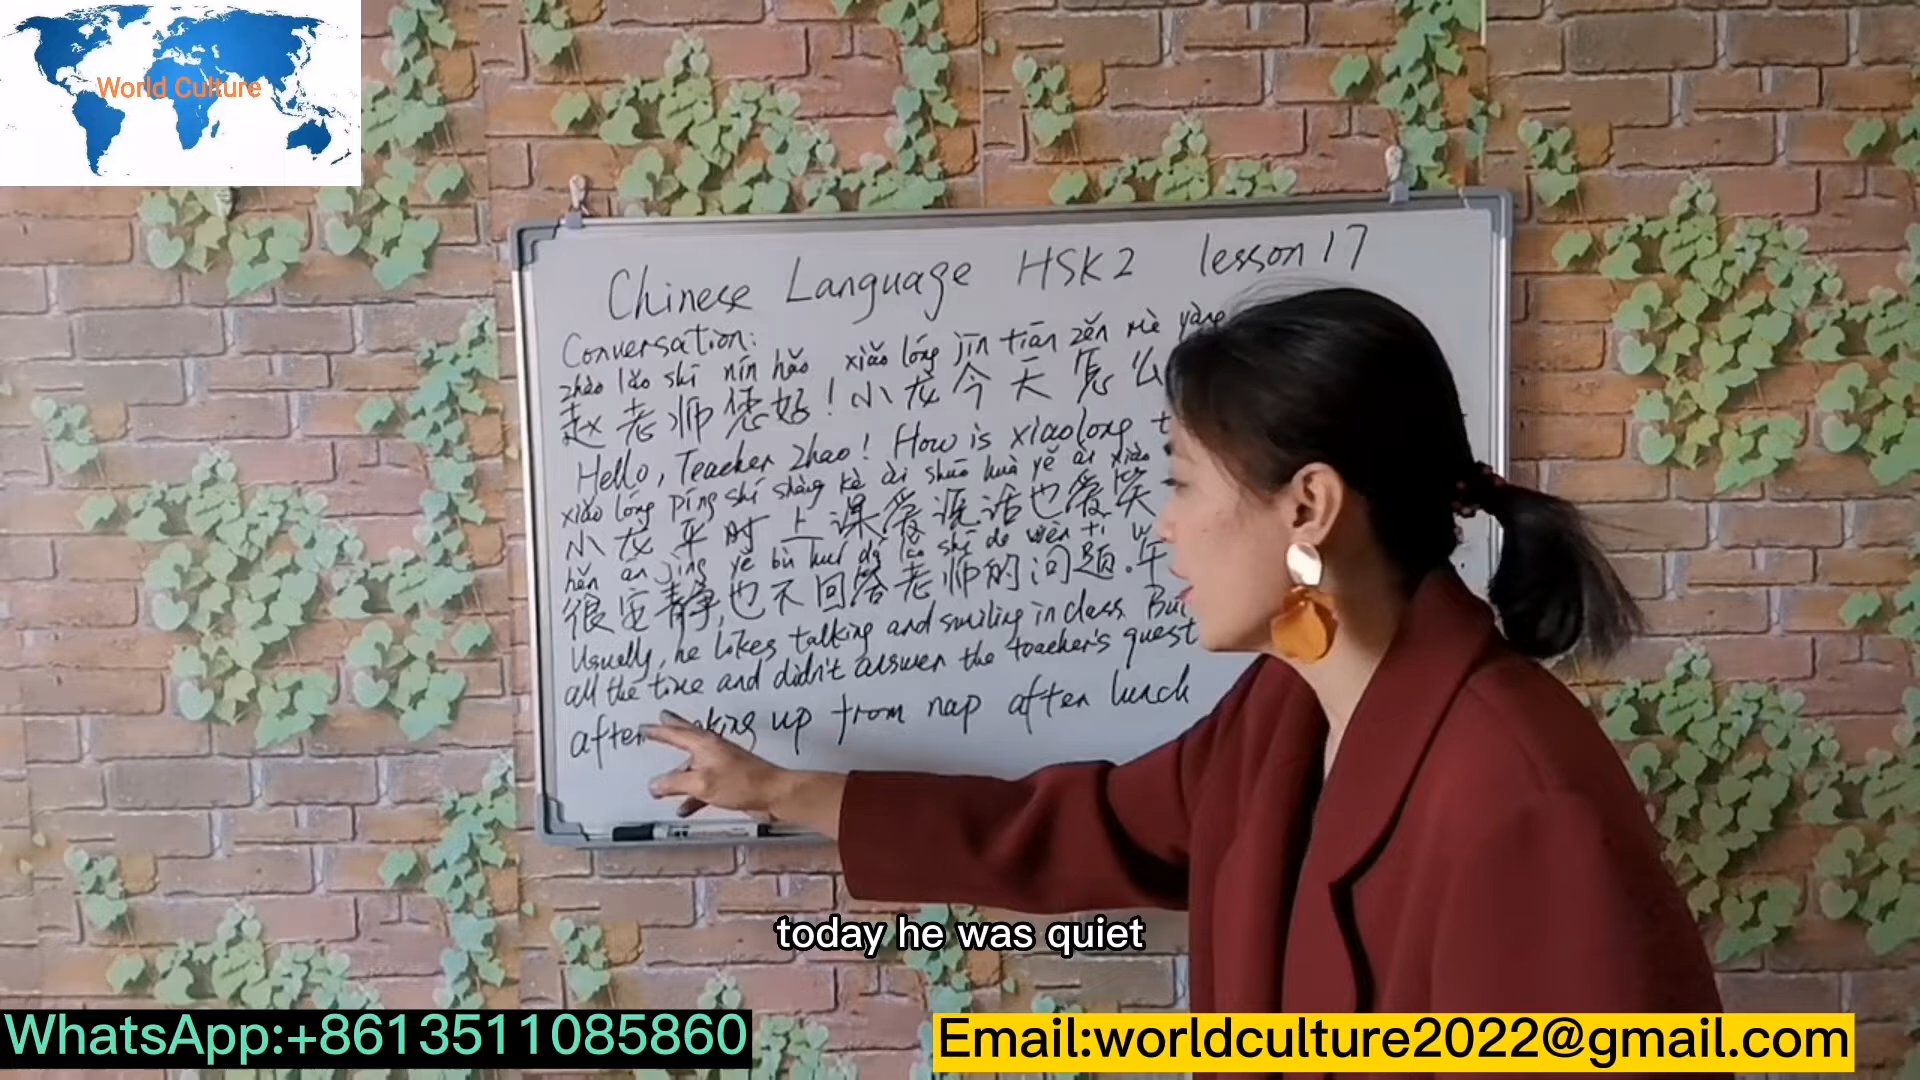 World Culture
Chinese Language HSK2 lesson 17
Conversation:
zhào lǎo shī nín hǎo xiǎo lóng jīn tiān zěn me yàng
赵老师您好!小龙今天怎么
Hello, Teacher zhao! How is xiaolong
xiǎo lóng píng shí shàng kè ài shuō huà yě ài xiào
小龙平时上课爱说话也爱笑
hěn ān jìng yě bù huí dá lǎo shī de wèn tí
很安静,也不回答老师的问题.午
Usually, he likes talking and smiling in class. But
all the time and didn't answer the teacher's quest
after up from nap after lunch
today he was quiet
WhatsApp:+8613511085860
Email:worldculture2022@gmail.com